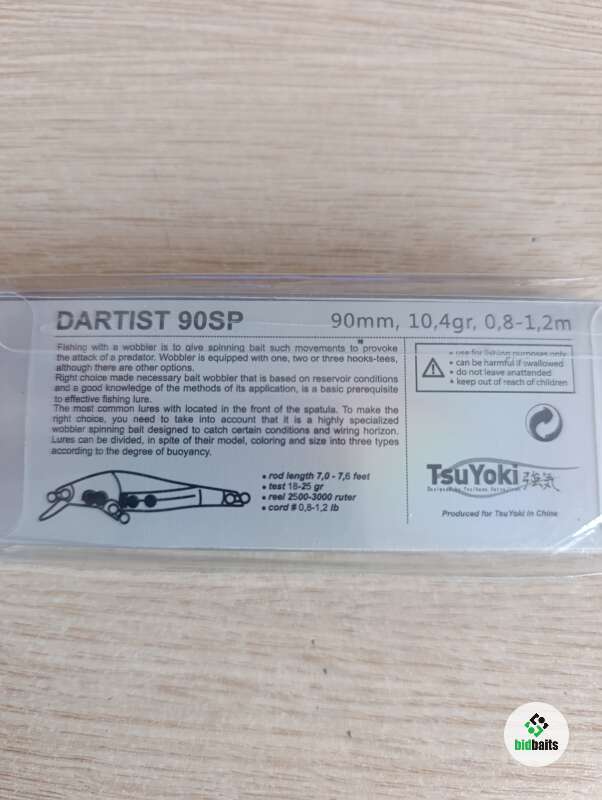 DARTIST 90SP
90mm, 10,4gr, 0,8-1,2m
Fishing with a wobbler is to give spinning bait such movements to provoke
the attack of a predator. Wobbler is equipped with one, two or three hooks-tees,
although there are other options.
Right choice made necessary bait wobbler that is based on reservoir conditions
and a good knowledge of the methods of its application, is a basic prerequisite
to effective fishing lure.
The most common lures with located in the front of the spatula. To make the
right choice, you need to take into account that it is a highly specialized
wobbler spinning bait designed to catch certain conditions and wiring horizon.
Lures can be divided, in spite of their model, coloring and size into three types
according to the degree of buoyancy.
• rod length 7,0 - 7,6 feet
• test 18-25 gr
• reel 2500-3000 ruter
• cord # 0,8-1,2 lb
• use for fishing purposes only
• can be harmful if swallowed
• do not leave anattended
• keep out of reach of children
TsuYoki 強気
Produced for TsuYoki in China
bidbaits